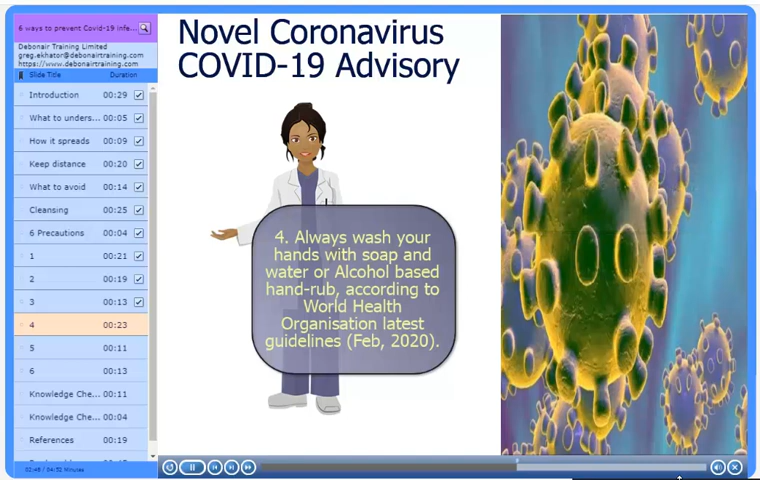 6 ways to prevent Covid-19 infe...
Debonair Training Limited
greg.ekhator@debonairtraining.com
https://www.debonairtraining.com
Slide Title Duration
Introduction 00:29
What to unders... 00:05
How it spreads 00:09
Keep distance 00:20
What to avoid 00:14
Cleansing 00:25
6 Precautions 00:04
1 00:21
2 00:19
3 00:13
4 00:23
5 00:11
6 00:13
Knowledge Che... 00:11
Knowledge Che... 00:04
References 00:19
02:46 / 04:51 Minutes
Novel Coronavirus
COVID-19 Advisory
4. Always wash your
hands with soap and
water or Alcohol based
hand-rub, according to
World Health
Organisation latest
guidelines (Feb, 2020).